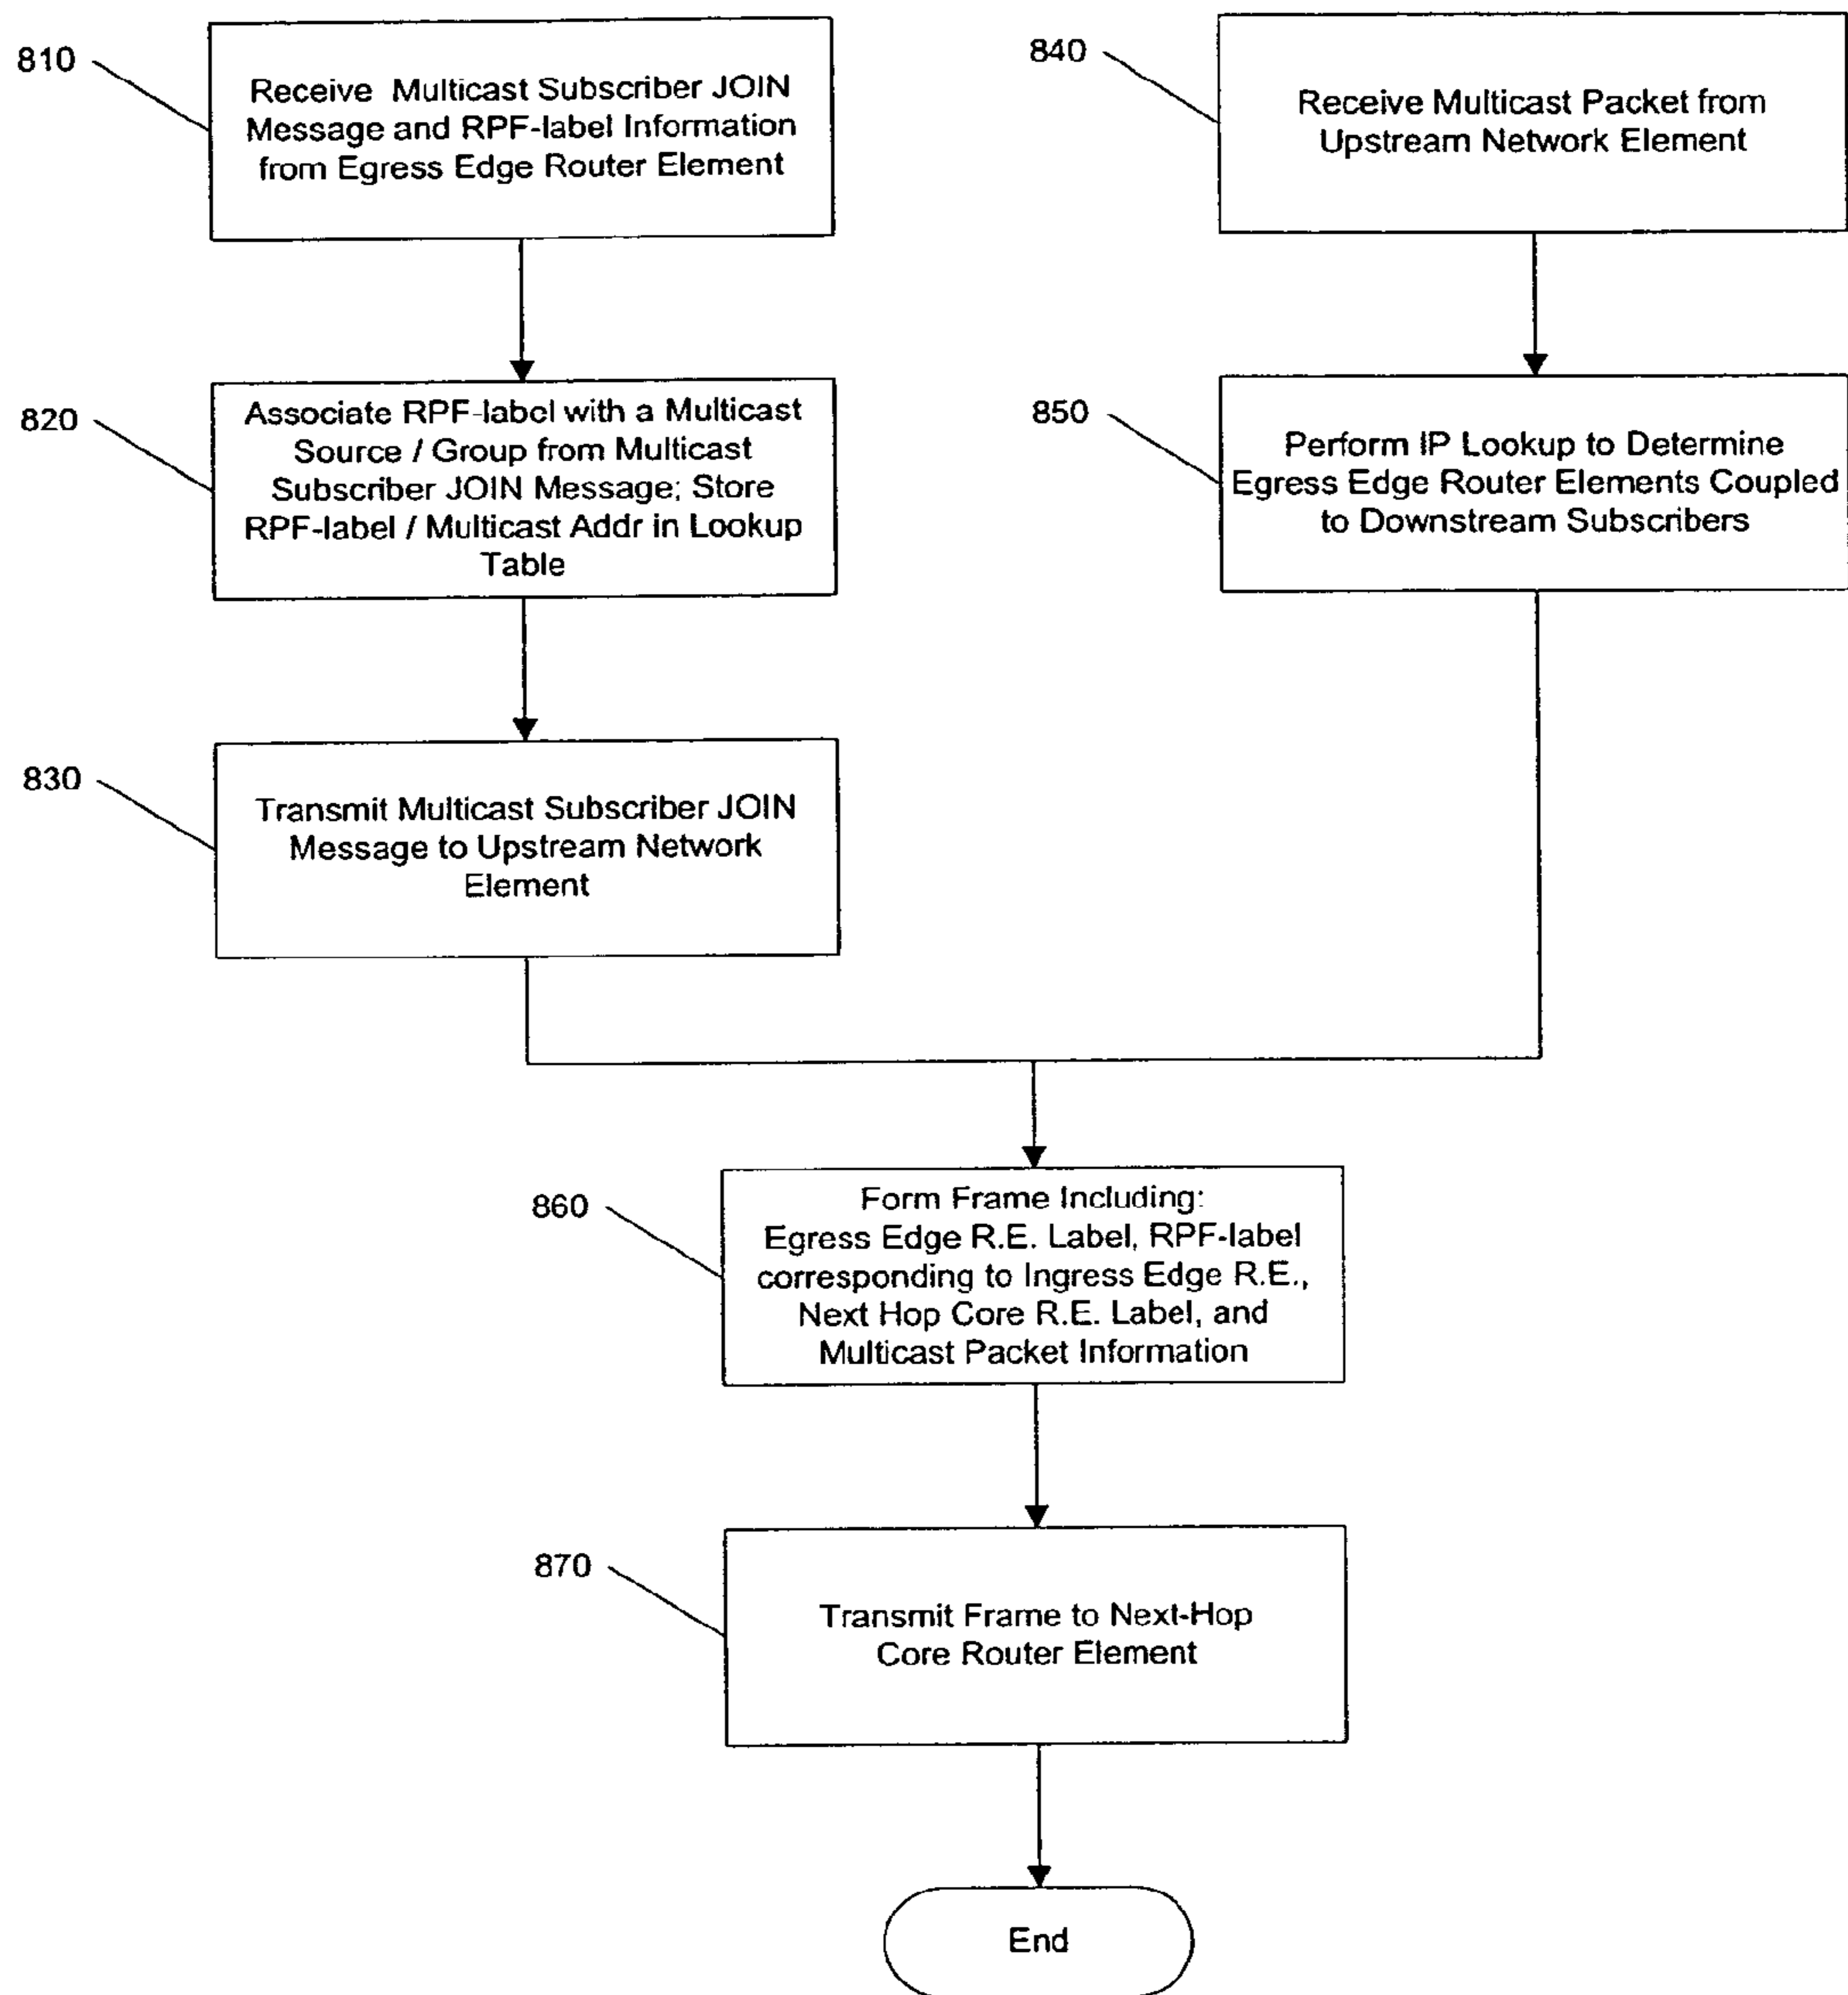 810
Receive Multicast Subscriber JOIN
Message and RPF-label Information
from Egress Edge Router Element
820
Associate RPF-label with a Multicast
Source / Group from Multicast
Subscriber JOIN Message; Store
RPF-label / Multicast Addr in Lookup
Table
830
Transmit Multicast Subscriber JOIN
Message to Upstream Network
Element
840
Receive Multicast Packet from
Upstream Network Element
850
Perform IP Lookup to Determine
Egress Edge Router Elements Coupled
to Downstream Subscribers
860
Form Frame Including:
Egress Edge R.E. Label, RPF-label
corresponding to Ingress Edge R.E.,
Next Hop Core R.E. Label, and
Multicast Packet Information
870
Transmit Frame to Next-Hop
Core Router Element
End